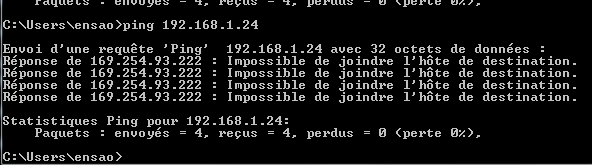 Paquets : envoyés = 4, reçus = 4, perdus = 0 (perte 0%),
C:\Users\ensao>ping 192.168.1.24
Envoi d'une requête 'Ping'  192.168.1.24 avec 32 octets de données :
Réponse de 169.254.93.222 : Impossible de joindre l'hôte de destination.
Réponse de 169.254.93.222 : Impossible de joindre l'hôte de destination.
Réponse de 169.254.93.222 : Impossible de joindre l'hôte de destination.
Réponse de 169.254.93.222 : Impossible de joindre l'hôte de destination.
Statistiques Ping pour 192.168.1.24:
Paquets : envoyés = 4, reçus = 4, perdus = 0 (perte 0%),
C:\Users\ensao>